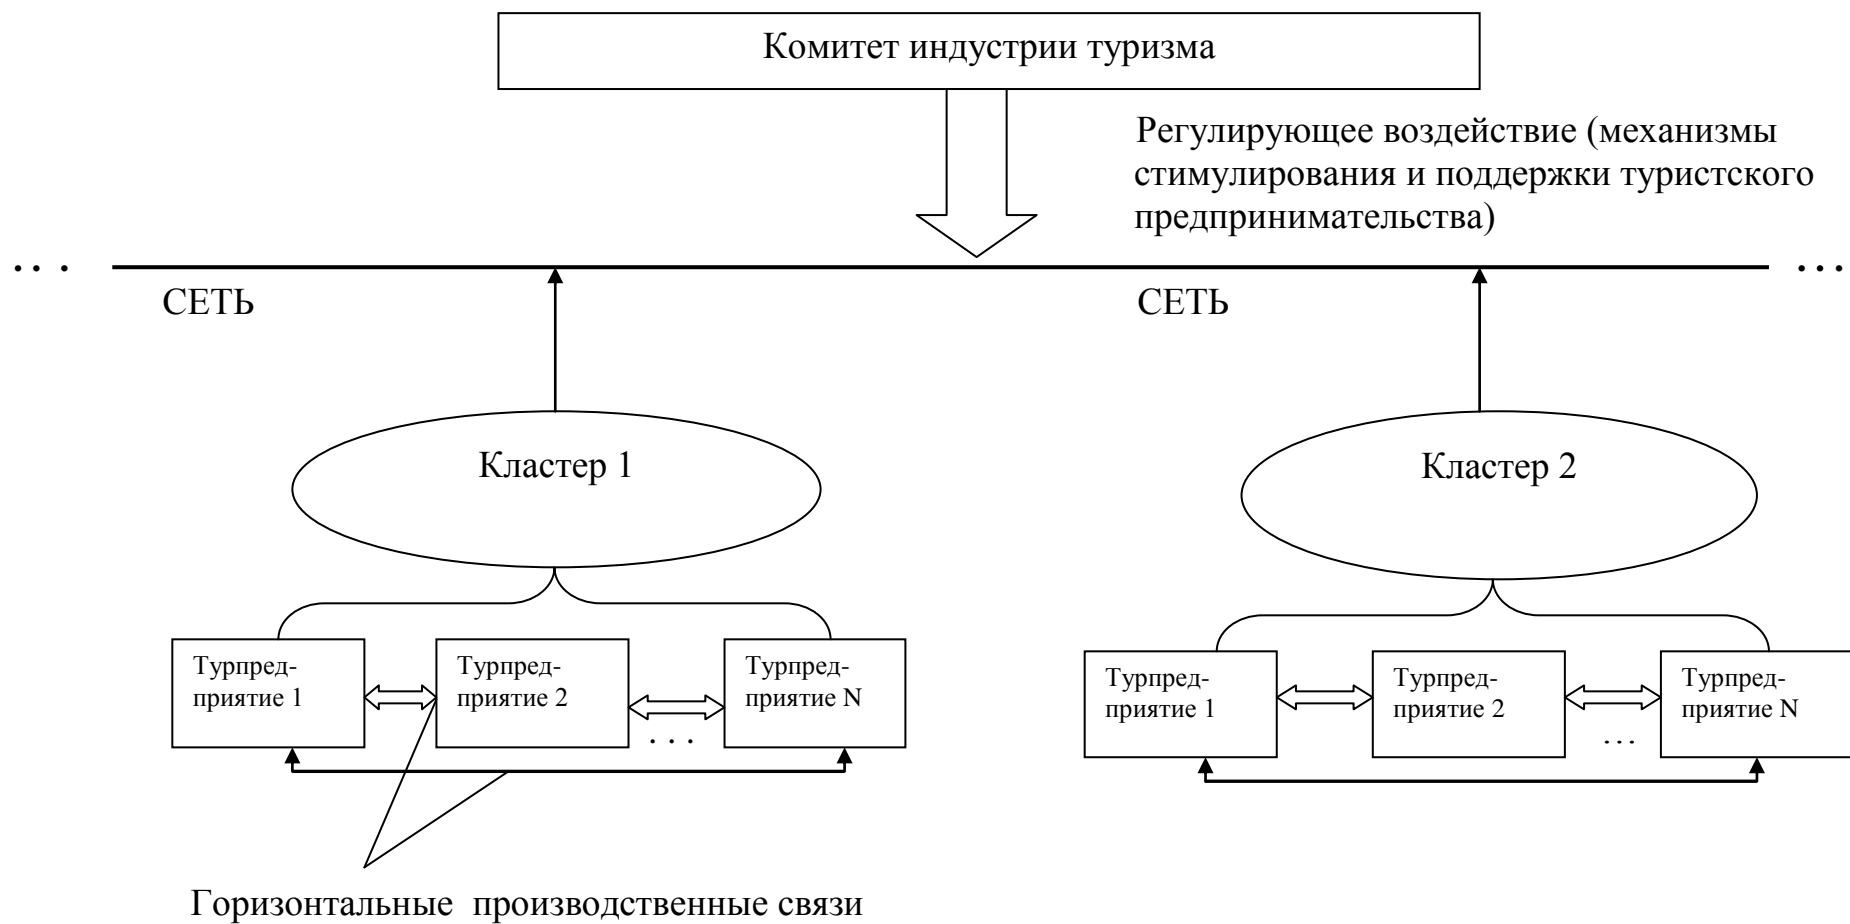 Комитет индустрии туризма
Регулирующее воздействие (механизмы
стимулирования и поддержки туристского
предпринимательства)
... ...
СЕТЬ СЕТЬ
Кластер 1 Кластер 2
Турпред-
приятие 1
Турпред-
приятие 2
...
Турпред-
приятие N
Турпред-
приятие 1
Турпред-
приятие 2
...
Турпред-
приятие N
Горизонтальные производственные связи